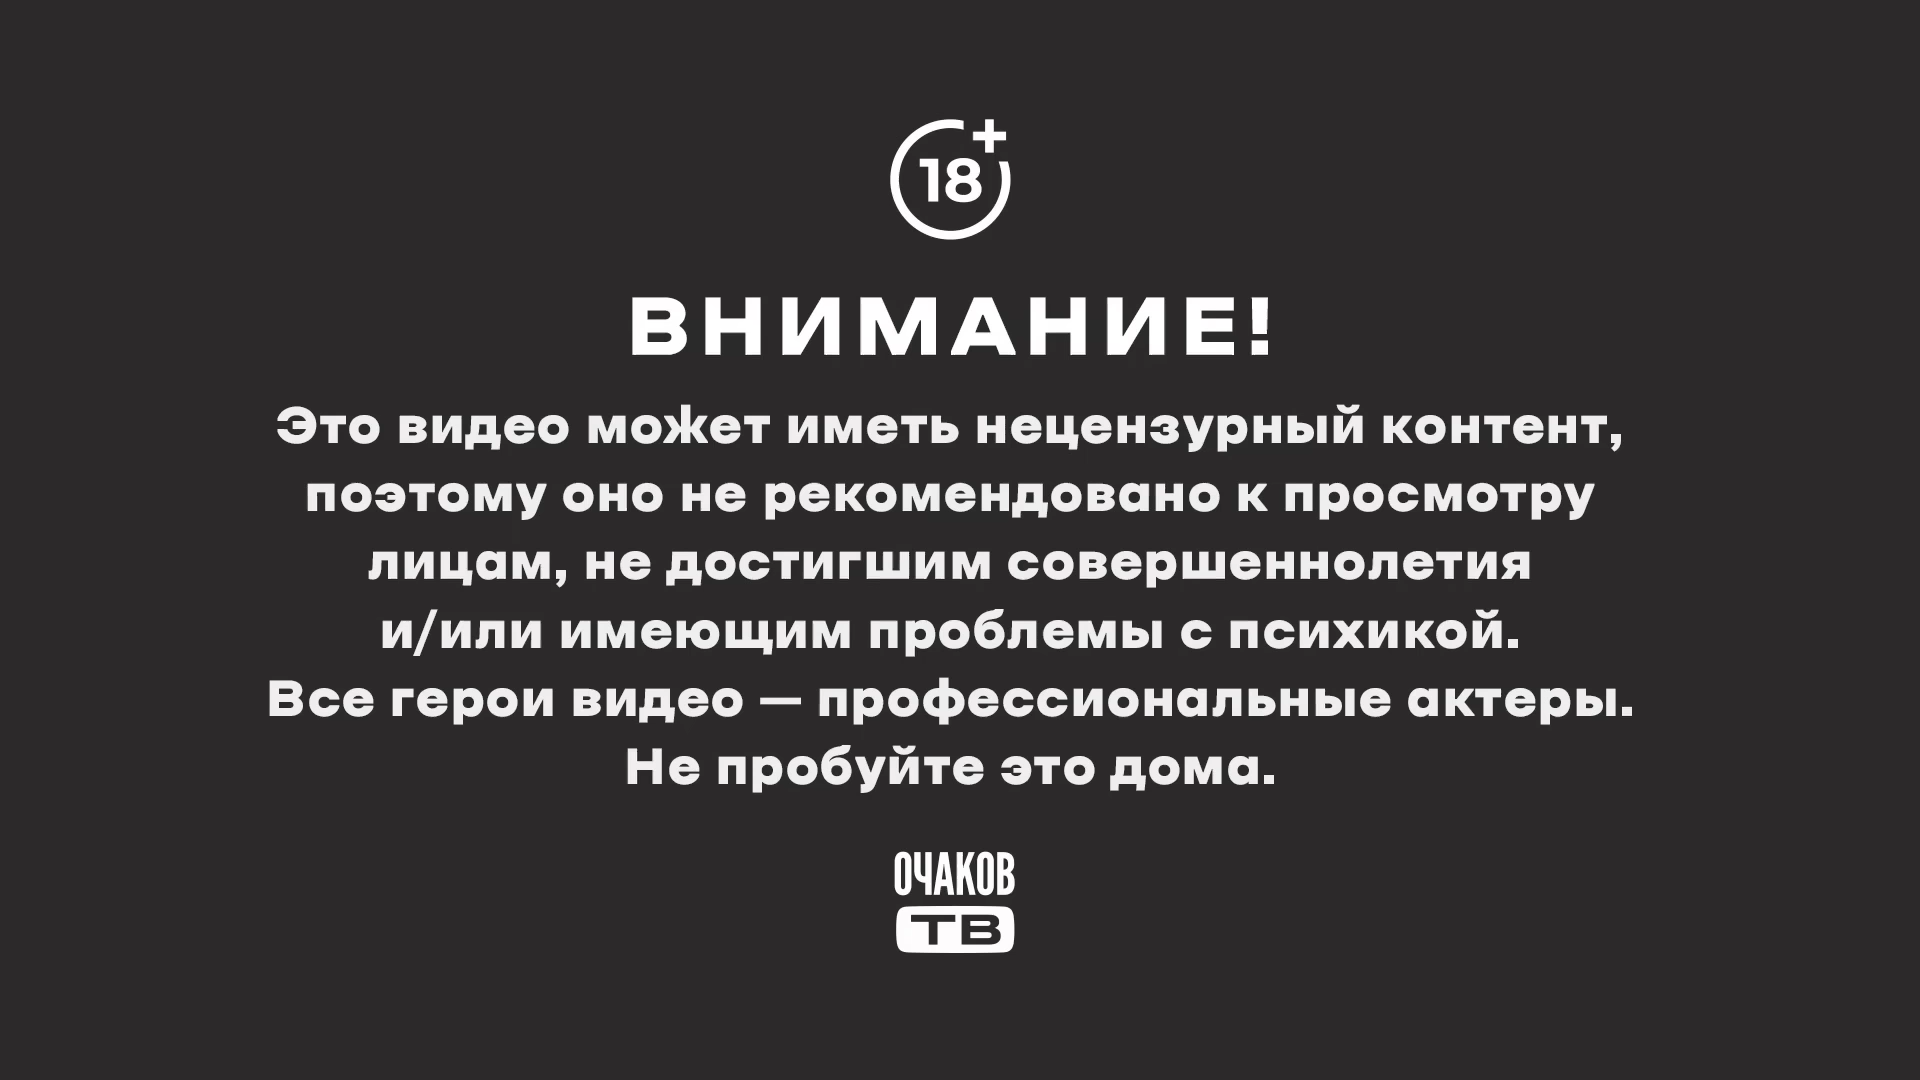 18+
ВНИМАНИЕ!
Это видео может иметь нецензурный контент,
поэтому оно не рекомендовано к просмотру
лицам, не достигшим совершеннолетия
и/или имеющим проблемы с психикой.
Все герои видео — профессиональные актеры.
Не пробуйте это дома.
ОЧАКОВ
ТВ